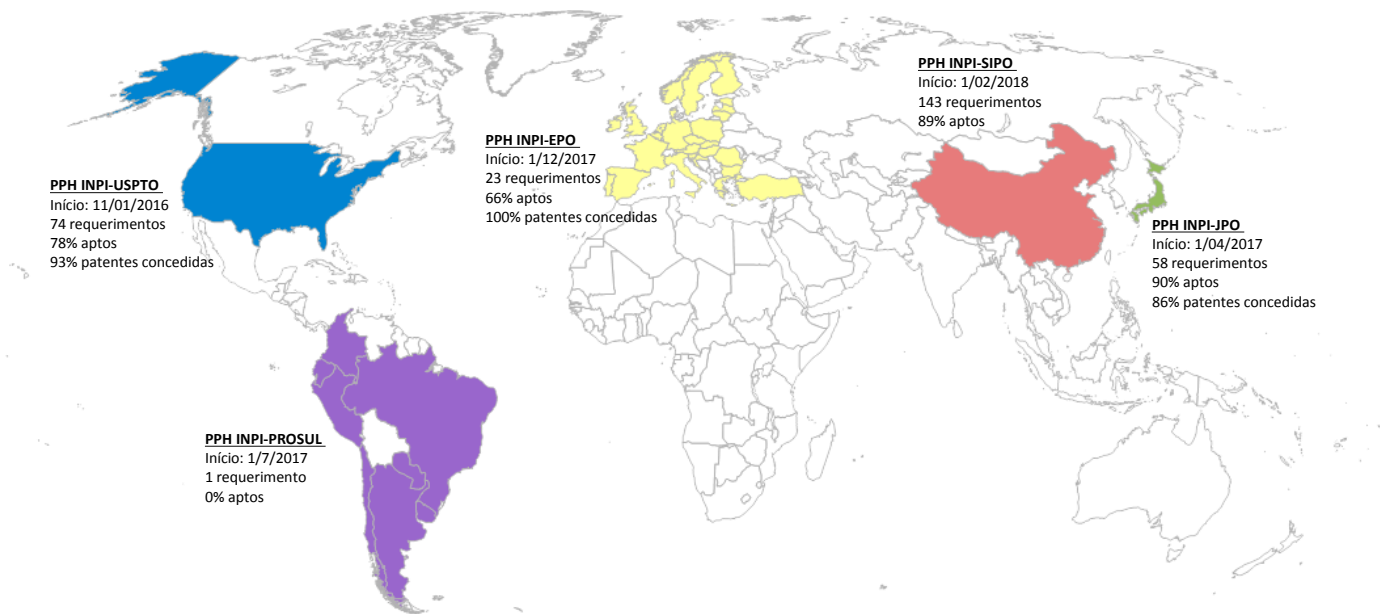 PPH INPI-USPTO
Início: 11/01/2016
74 requerimentos
78% aptos
93% patentes concedidas
PPH INPI-EPO
Início: 1/12/2017
23 requerimentos
66% aptos
100% patentes concedidas
PPH INPI-SIPO
Início: 1/02/2018
143 requerimentos
89% aptos
PPH INPI-JPO
Início: 1/04/2017
58 requerimentos
90% aptos
86% patentes concedidas
PPH INPI-PROSUL
Início: 1/7/2017
1 requerimento
0% aptos